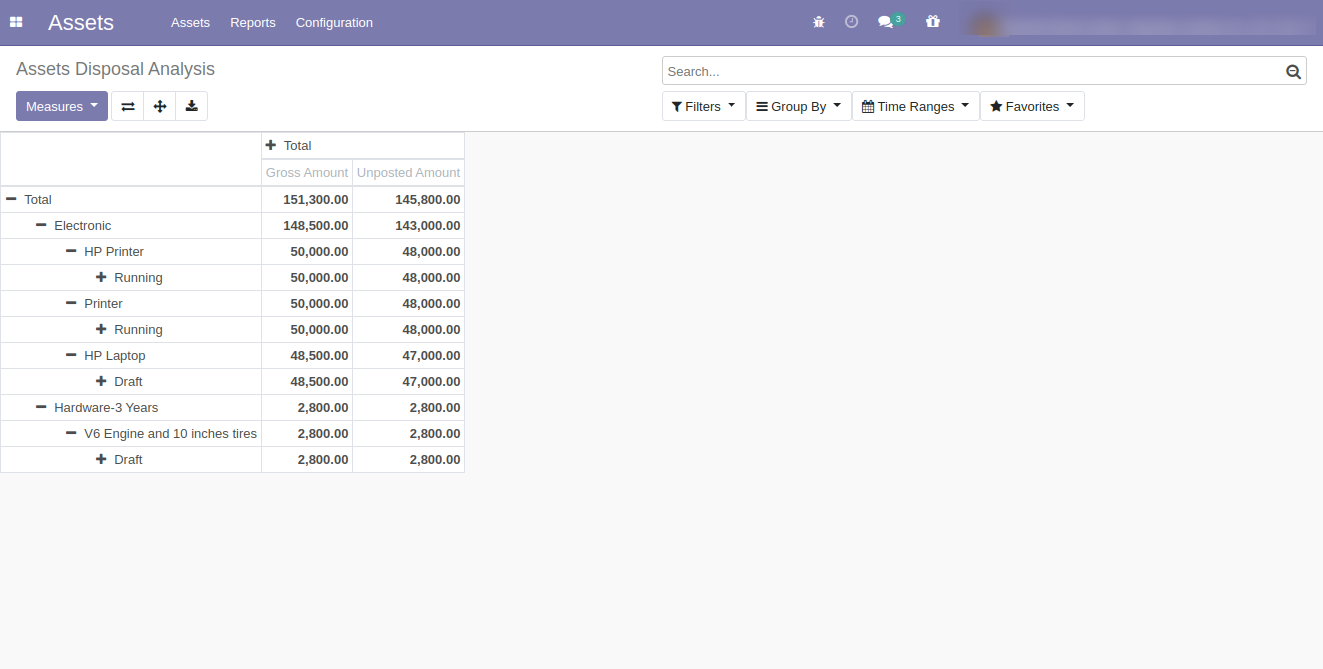 Assets Assets Reports Configuration 3
Assets Disposal Analysis
Search...
Measures Filters Group By Time Ranges Favorites
Total
Gross Amount Unposted Amount
Total 151,300.00 145,800.00
Electronic 148,500.00 143,000.00
HP Printer 50,000.00 48,000.00
Running 50,000.00 48,000.00
Printer 50,000.00 48,000.00
Running 50,000.00 48,000.00
HP Laptop 48,500.00 47,000.00
Draft 48,500.00 47,000.00
Hardware-3 Years 2,800.00 2,800.00
V6 Engine and 10 inches tires 2,800.00 2,800.00
Draft 2,800.00 2,800.00